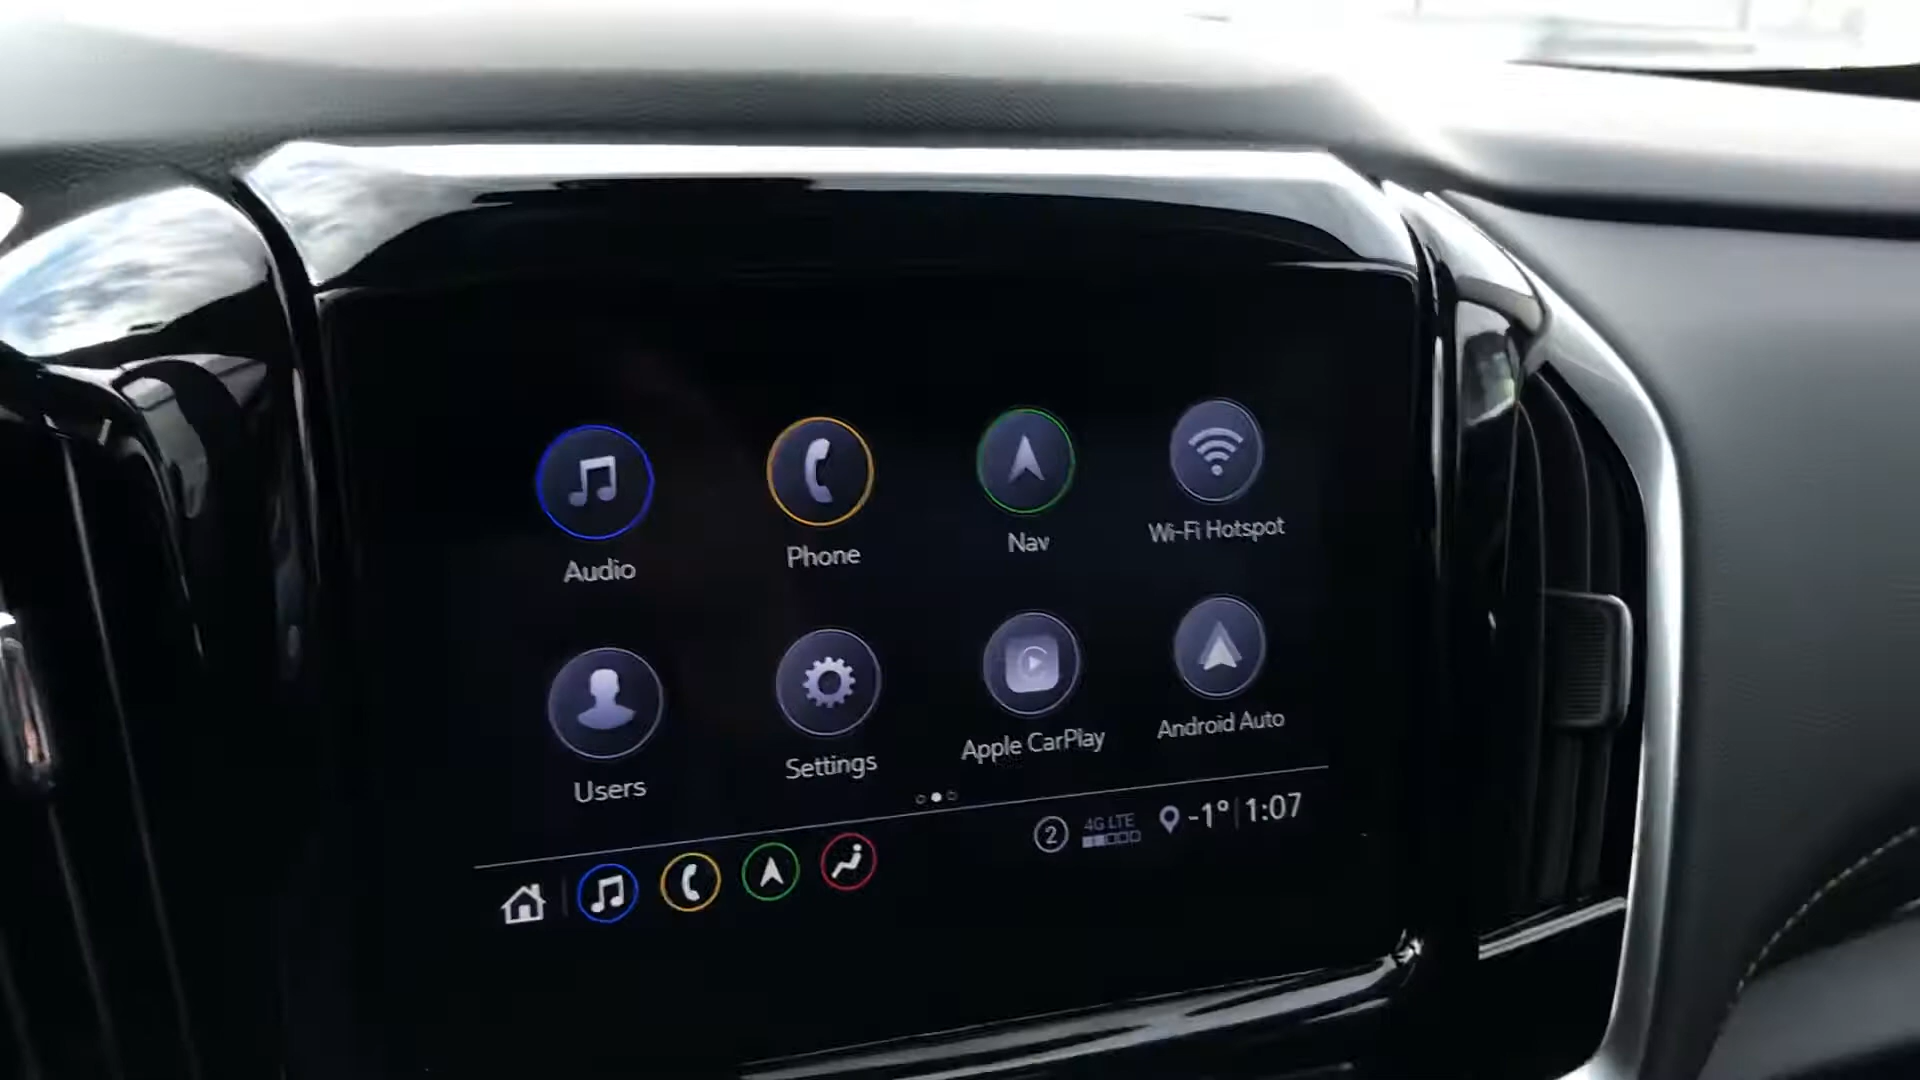 Audio Phone Nav Wi-Fi Hotspot
Users Settings Apple CarPlay Android Auto
2 4G LTE -1° 1:07